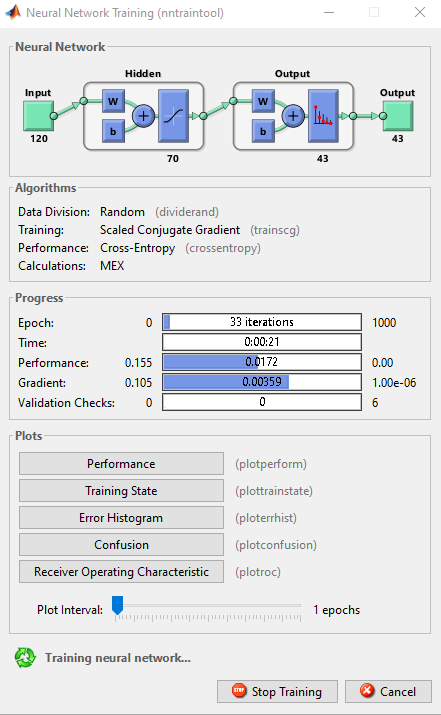 Neural Network Training (nntraintool)
Neural Network
Hidden
Output
Input
Output
W
W
b
b
+
+
120
70
43
43
Algorithms
Data Division: Random (dividerand)
Training: Scaled Conjugate Gradient (trainscg)
Performance: Cross-Entropy (crossentropy)
Calculations: MEX
Progress
Epoch: 0 33 iterations 1000
Time: 0:00:21
Performance: 0.155 0.0172 0.00
Gradient: 0.105 0.00359 1.00e-06
Validation Checks: 0 0 6
Plots
Performance (plotperform)
Training State (plottrainstate)
Error Histogram (ploterrhist)
Confusion (plotconfusion)
Receiver Operating Characteristic (plotroc)
Plot Interval: 1 epochs
Training neural network...
STOP Stop Training Cancel